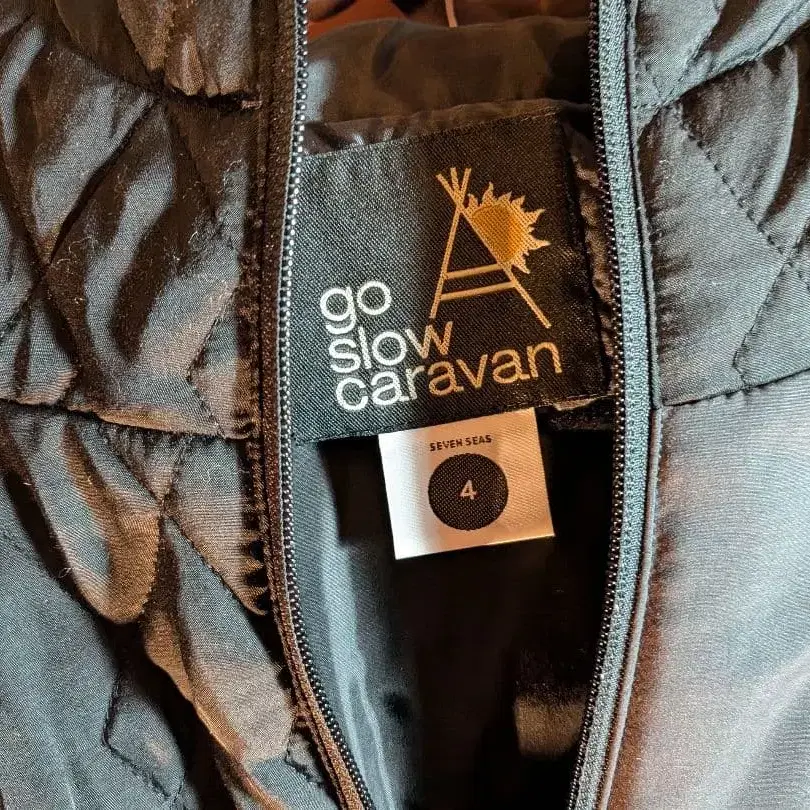 go
slow
caravan
SEVEN SEAS
4